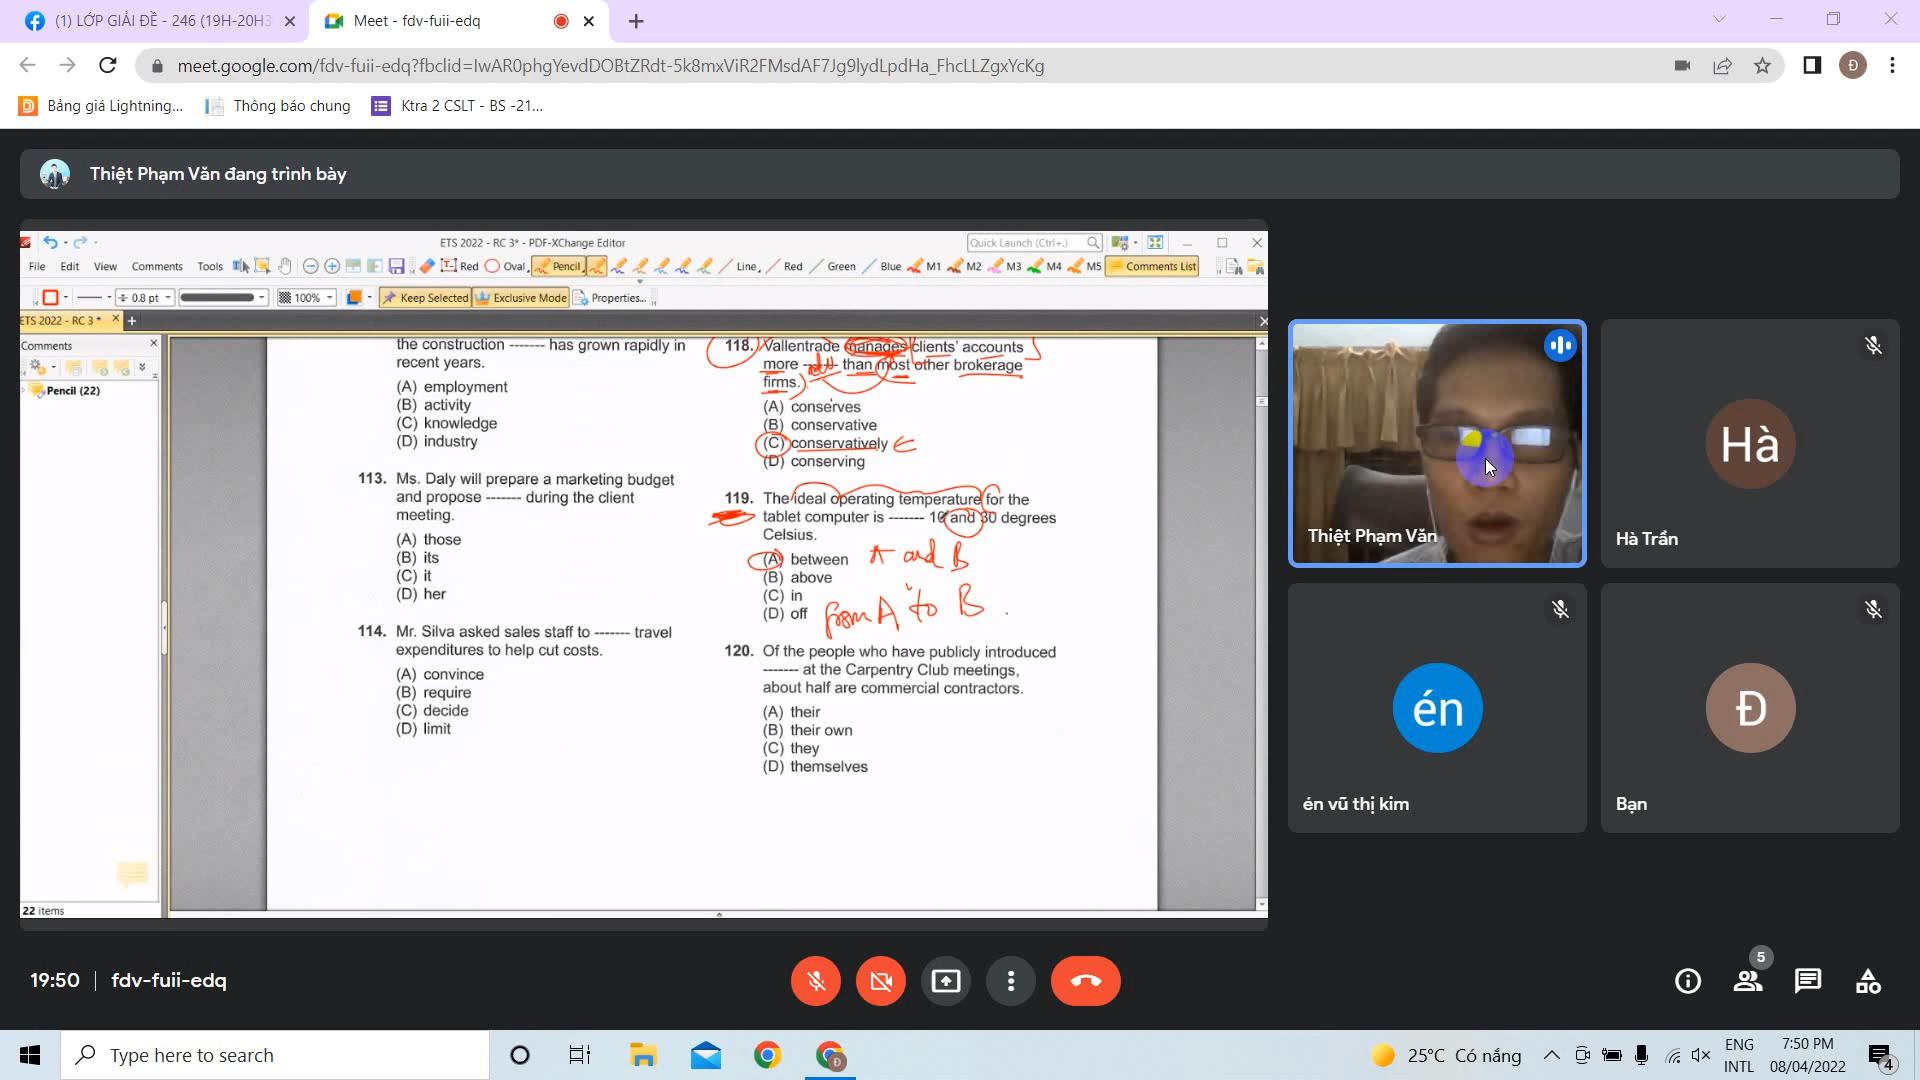 (1) LỚP GIẢI ĐỀ - 246 (19H-20H3
Meet - fdv-fuii-edq
meet.google.com/fdv-fuii-edq?fbclid=IwAR0phgYevdDOBtZRdt-5k8mxViR2FMsdAF7Jg9lydLpdHa_FhcLLZgxYcKg
Đ
Bảng giá Lightning...
Thông báo chung
Ktra 2 CSLT - BS -21...
Thiệt Phạm Văn đang trình bày
ETS 2022 - RC 3* - PDF-XChange Editor
Quick Launch (Ctrl+.)
File Edit View Comments Tools
Red Oval Pencil Line Red Green Blue M1 M2 M3 M4 M5 Comments List
0.8 pt 100% Keep Selected Exclusive Mode Properties...
ETS 2022 - RC 3 *
Comments
Pencil (22)
22 items
the construction ------- has grown rapidly in
recent years.
(A) employment
(B) activity
(C) knowledge
(D) industry
113. Ms. Daly will prepare a marketing budget
and propose ------- during the client
meeting.
(A) those
(B) its
(C) it
(D) her
114. Mr. Silva asked sales staff to ------- travel
expenditures to help cut costs.
(A) convince
(B) require
(C) decide
(D) limit
118. Vallentrade manages clients' accounts
more ------- than most other brokerage
firms.
(A) conserves
(B) conservative
(C) conservatively
(D) conserving
119. The ideal operating temperature for the
tablet computer is ------- 10 and 30 degrees
Celsius.
(A) between A and B
(B) above
(C) in
(D) off from A to B
120. Of the people who have publicly introduced
------- at the Carpentry Club meetings,
about half are commercial contractors.
(A) their
(B) their own
(C) they
(D) themselves
Thiệt Phạm Văn
Hà
Hà Trần
én
én vũ thị kim
Đ
Bạn
19:50 | fdv-fuii-edq
5
Type here to search
Đ
25°C Có nắng
ENG
INTL
7:50 PM
08/04/2022
4